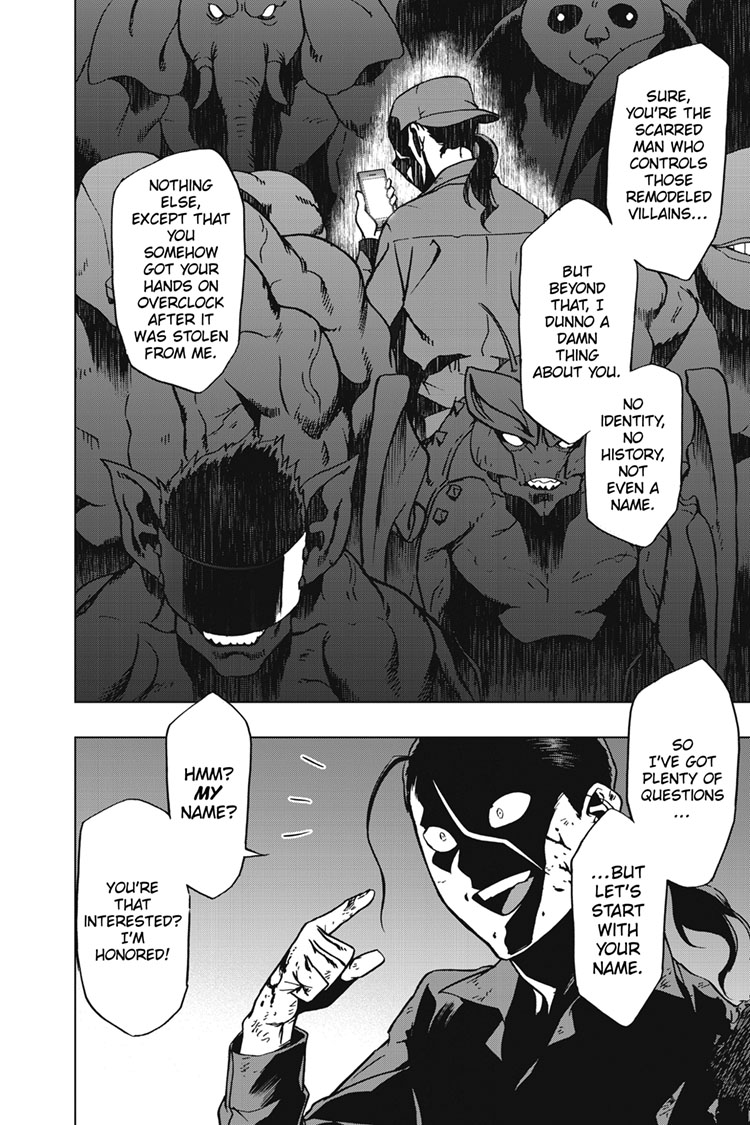 SURE,
YOU'RE THE
SCARRED
MAN WHO
CONTROLS
THOSE
REMODELED
VILLAINS...
BUT
BEYOND
THAT, I
DUNNO A
DAMN
THING
ABOUT YOU.
NO
IDENTITY,
NO
HISTORY,
NOT
EVEN A
NAME.
NOTHING
ELSE,
EXCEPT THAT
YOU
SOMEHOW
GOT YOUR
HANDS ON
OVERCLOCK
AFTER IT
WAS STOLEN
FROM ME.
SO
I'VE GOT
PLENTY OF
QUESTIONS
...
...BUT
LET'S
START
WITH
YOUR
NAME.
HMM?
MY
NAME?
YOU'RE
THAT
INTERESTED?
I'M
HONORED!